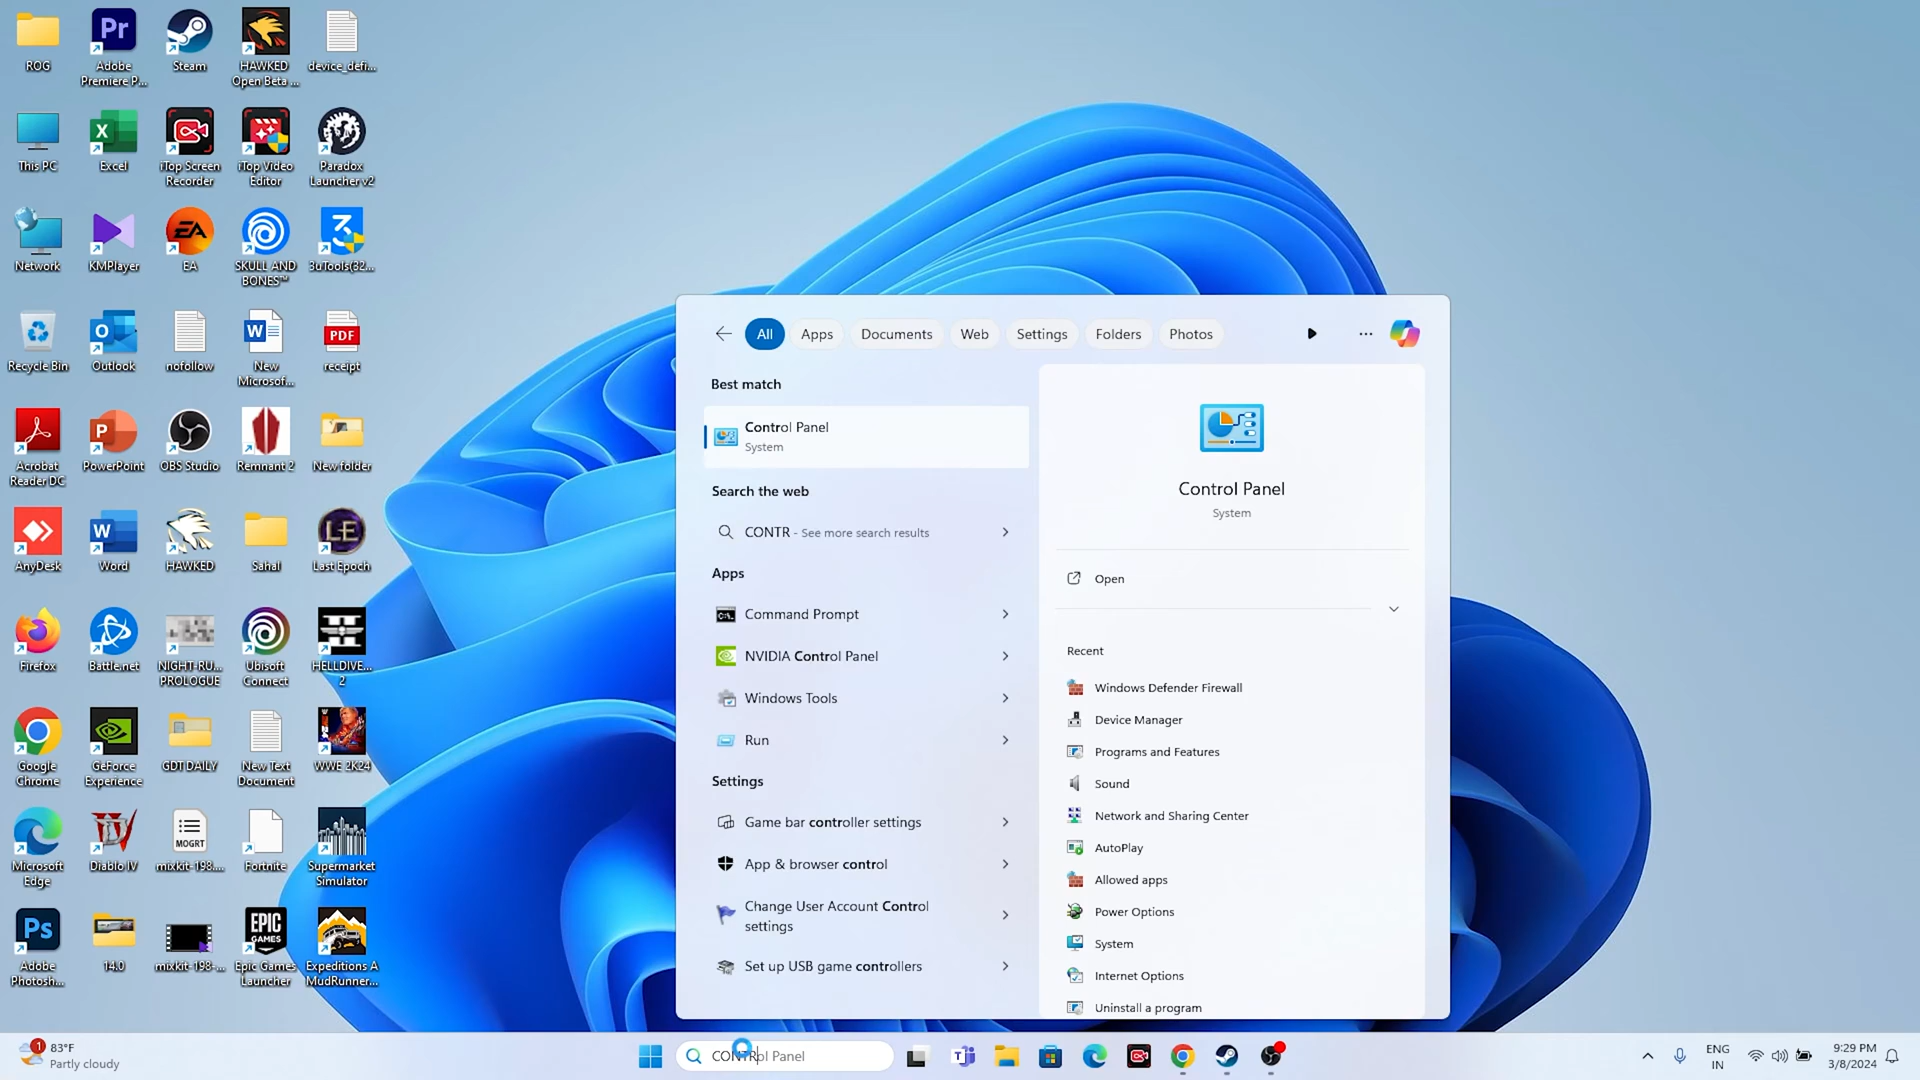 ROG
Adobe
Premiere P...
Steam
HAWKED
Open Beta ...
device_defi...
This PC
Excel
iTop Screen
Recorder
iTop Video
Editor
Paradox
Launcher v2
Network
KMPlayer
EA
SKULL AND
BONES™
3uTools(32...
Recycle Bin
Outlook
nofollow
New
Microsof...
PDF
receipt
Acrobat
Reader DC
PowerPoint
OBS Studio
Remnant 2
New folder
AnyDesk
Word
HAWKED
Sahal
Last Epoch
Firefox
Battle.net
NIGHT-RU...
PROLOGUE
Ubisoft
Connect
HELLDIVE...
2
Google
Chrome
GeForce
Experience
GDT DAILY
New Text
Document
WWE 2K24
Microsoft
Edge
Diablo IV
MOGRT
mixkit-198....
Fortnite
Supermarket
Simulator
Adobe
Photosh...
14.0
mixkit-198-...
EPIC
GAMES
Epic Games
Launcher
Expeditions A
MudRunner...
All
Apps
Documents
Web
Settings
Folders
Photos
Best match
Control Panel
System
Search the web
CONTR - See more search results
Apps
Command Prompt
NVIDIA Control Panel
Windows Tools
Run
Settings
Game bar controller settings
App & browser control
Change User Account Control
settings
Set up USB game controllers
Control Panel
System
Open
Recent
Windows Defender Firewall
Device Manager
Programs and Features
Sound
Network and Sharing Center
AutoPlay
Allowed apps
Power Options
System
Internet Options
Uninstall a program
1
83°F
Partly cloudy
CONTRol Panel
ENG
IN
9:29 PM
3/8/2024